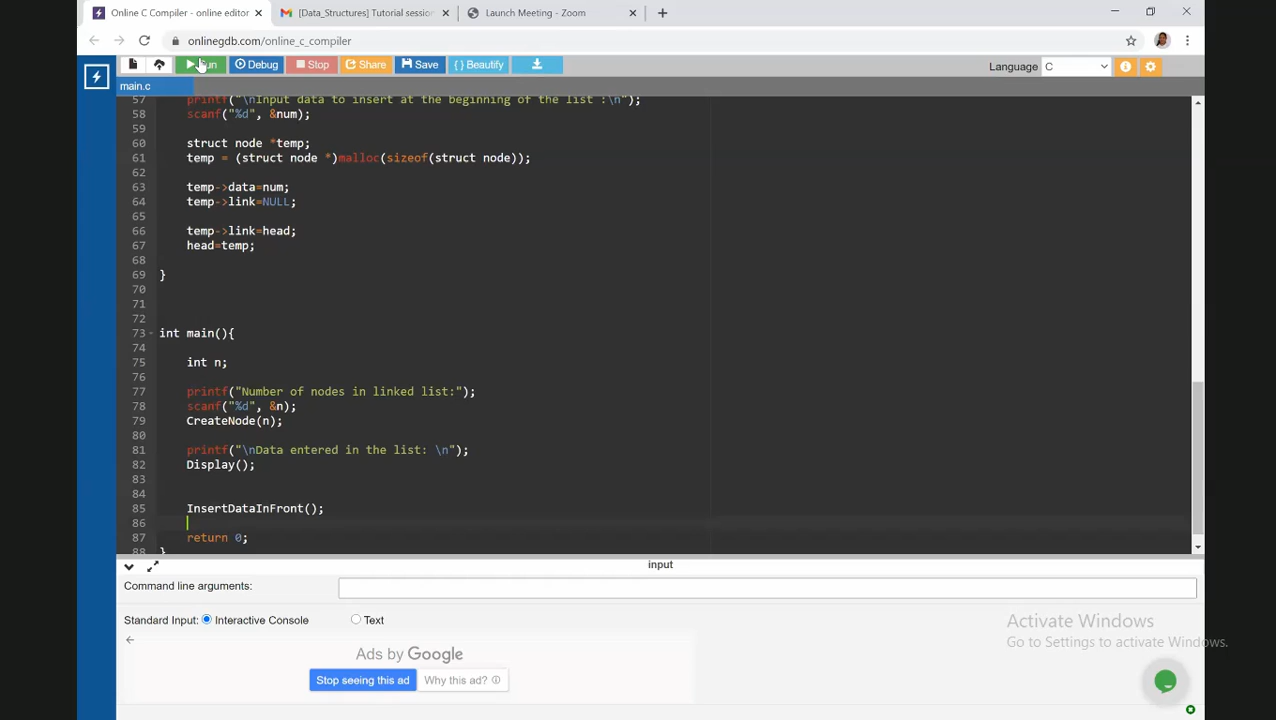 Online C Compiler - online editor
[Data_Structures] Tutorial session
Launch Meeting - Zoom
onlinegdb.com/online_c_compiler
Debug
Stop
Share
Save
{ } Beautify
Language
C
main.c
57 printf("\nInput data to insert at the beginning of the list :\n");
58 scanf("%d", &num);
59
60 struct node *temp;
61 temp = (struct node *)malloc(sizeof(struct node));
62
63 temp->data=num;
64 temp->link=NULL;
65
66 temp->link=head;
67 head=temp;
68
69 }
70
71
72
73 int main(){
74
75 int n;
76
77 printf("Number of nodes in linked list:");
78 scanf("%d", &n);
79 CreateNode(n);
80
81 printf("\nData entered in the list: \n");
82 Display();
83
84
85 InsertDataInFront();
86
87 return 0;
88 }
input
Command line arguments:
Standard Input: Interactive Console Text
Ads by Google
Stop seeing this ad
Why this ad?
Activate Windows
Go to Settings to activate Windows.